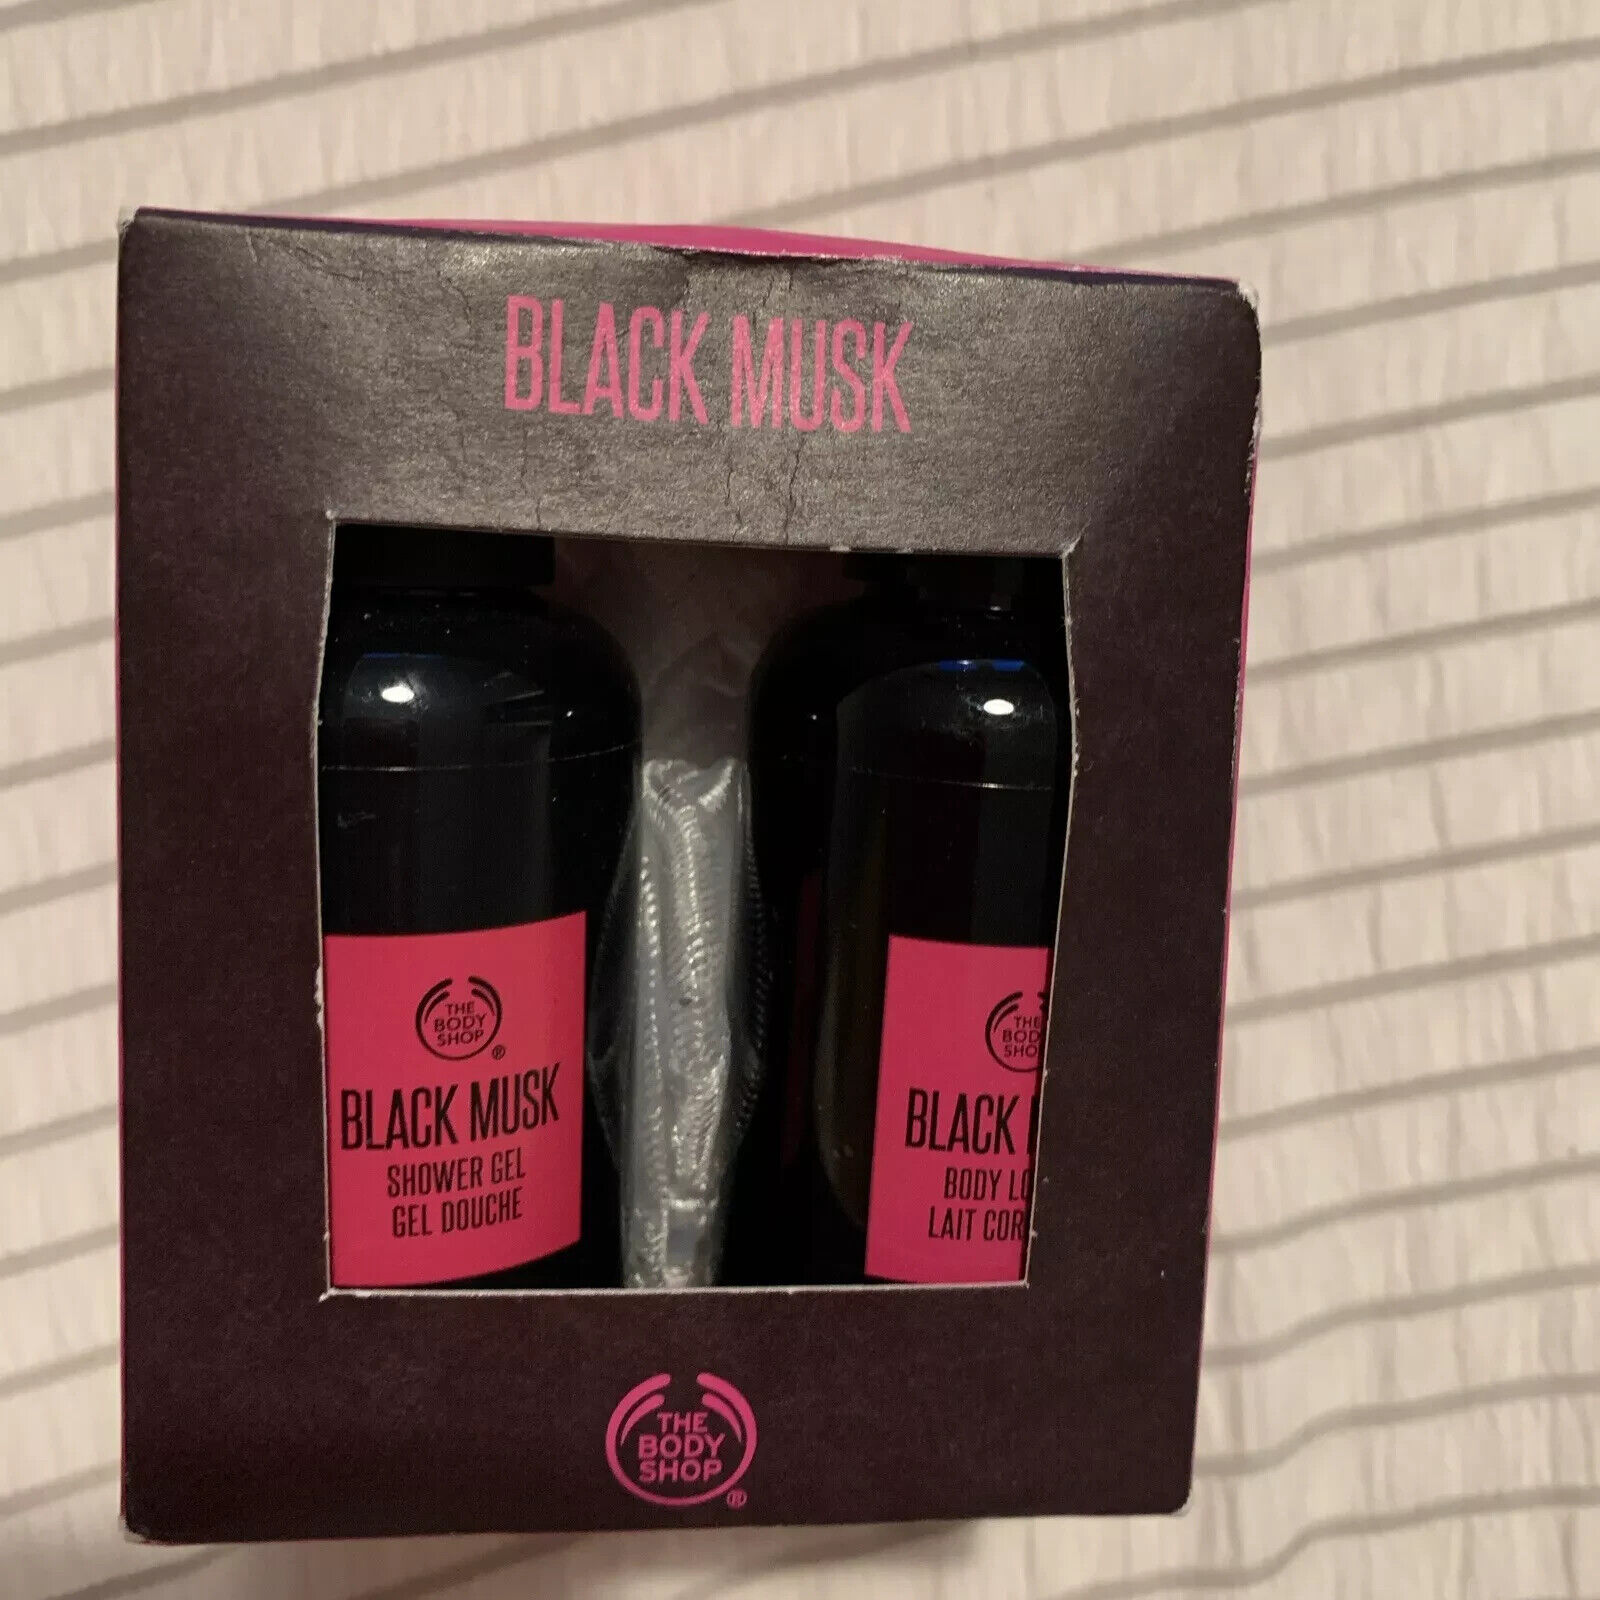 BLACK MUSK
THE
BODY
SHOP
®
BLACK MUSK
SHOWER GEL
GEL DOUCHE
THE
BODY
SHOP
BLACK
BODY
LAIT
THE
BODY
SHOP
®